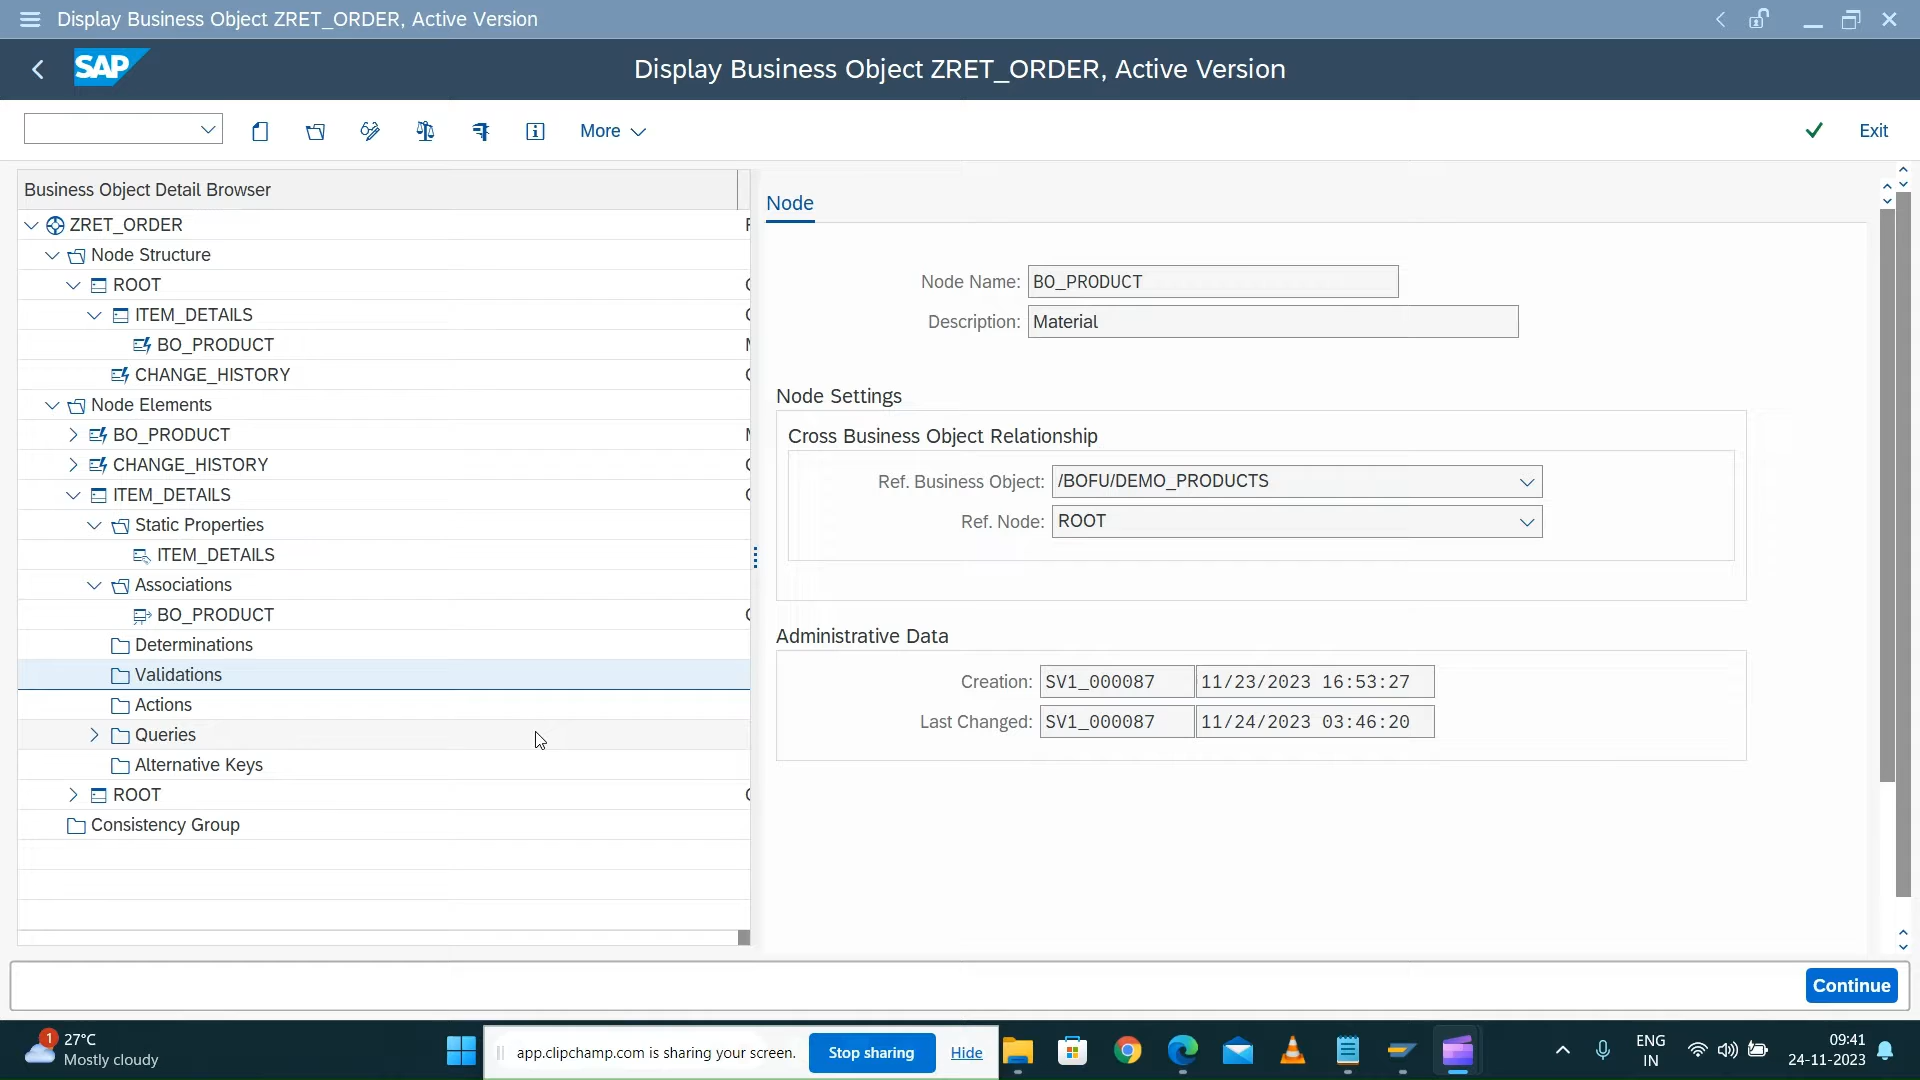 Display Business Object ZRET_ORDER, Active Version
SAP
Display Business Object ZRET_ORDER, Active Version
More
Exit
Business Object Detail Browser
ZRET_ORDER
Node Structure
ROOT
ITEM_DETAILS
BO_PRODUCT
CHANGE_HISTORY
Node Elements
BO_PRODUCT
CHANGE_HISTORY
ITEM_DETAILS
Static Properties
ITEM_DETAILS
Associations
BO_PRODUCT
Determinations
Validations
Actions
Queries
Alternative Keys
ROOT
Consistency Group
Node
Node Name: BO_PRODUCT
Description: Material
Node Settings
Cross Business Object Relationship
Ref. Business Object: /BOFU/DEMO_PRODUCTS
Ref. Node: ROOT
Administrative Data
Creation: SV1_000087 11/23/2023 16:53:27
Last Changed: SV1_000087 11/24/2023 03:46:20
Continue
1
27°C
Mostly cloudy
app.clipchamp.com is sharing your screen. Stop sharing Hide
ENG
IN
09:41
24-11-2023